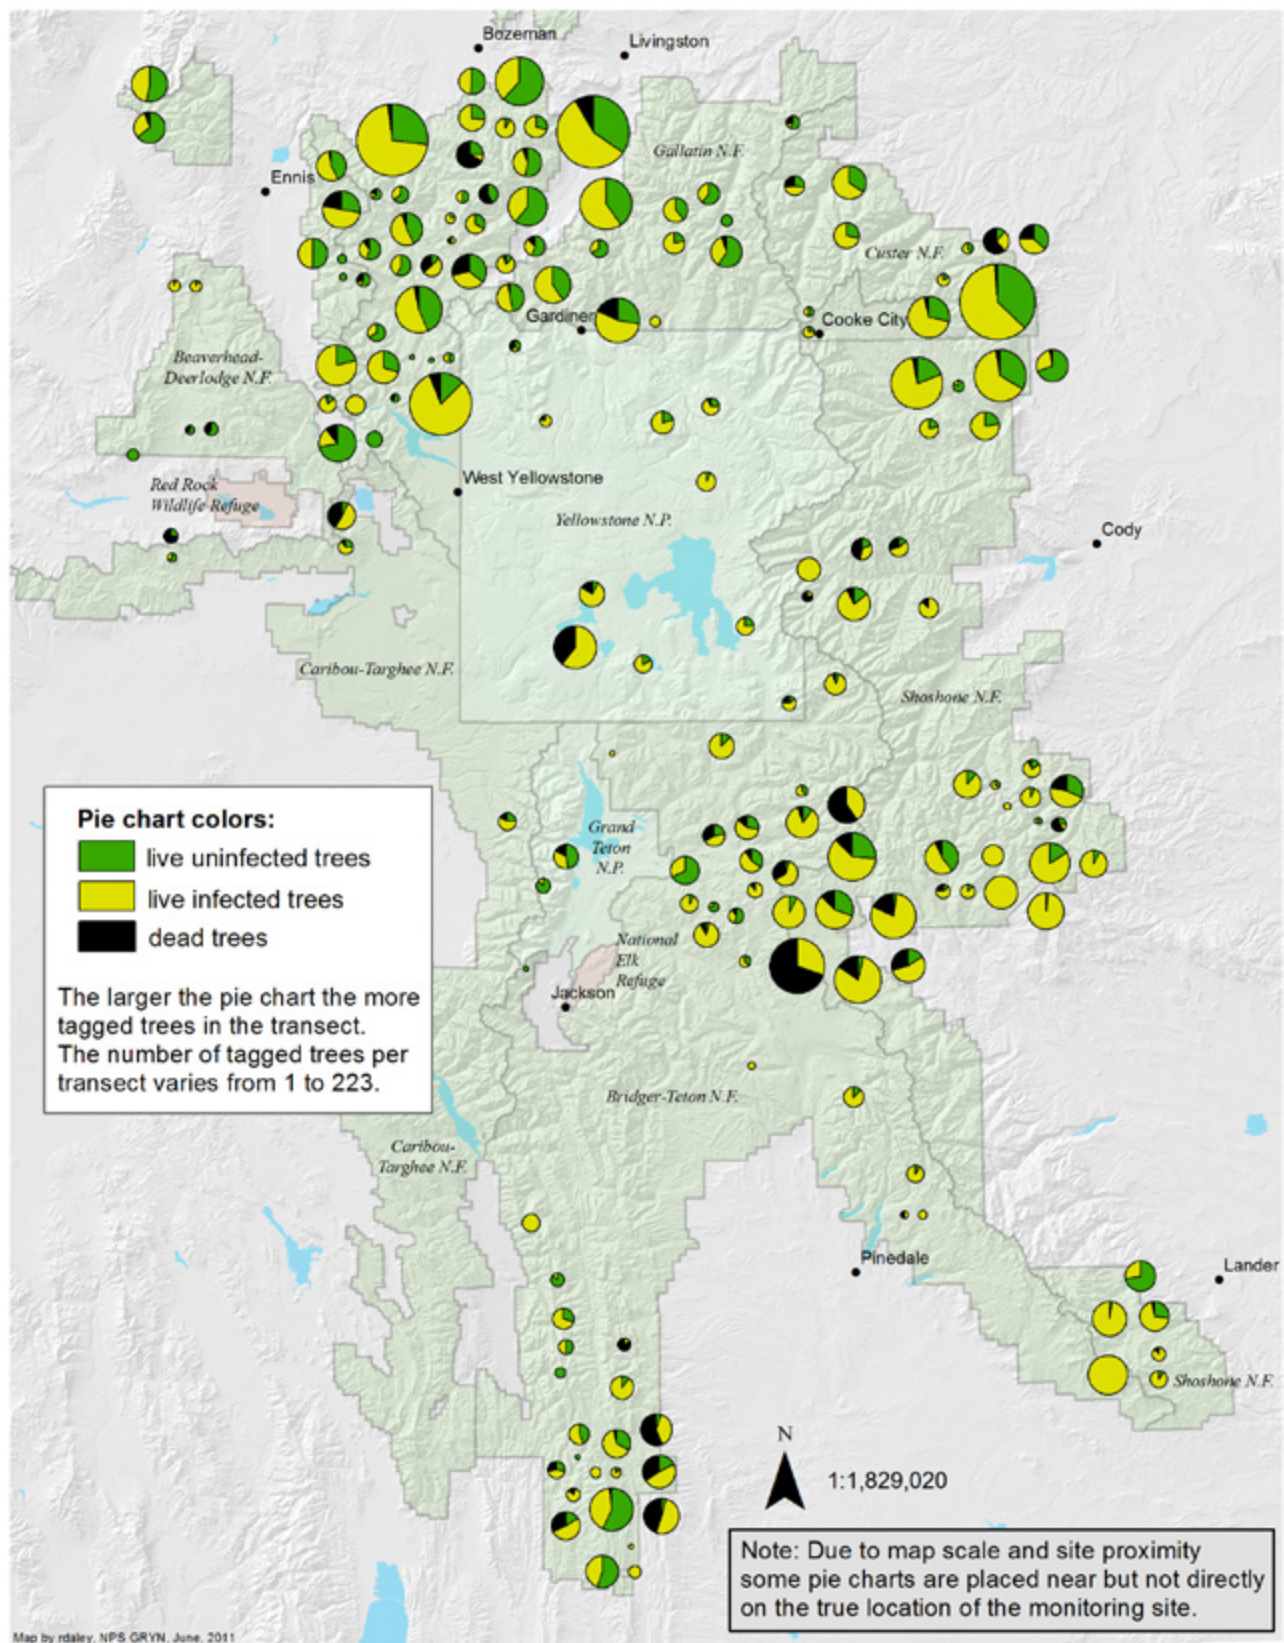 Bozeman
Livingston
Gallatin N.F.
Ennis
Custer N.F.
Gardiner
Cooke City
Beaverhead-
Deerlodge N.F.
West Yellowstone
Red Rock
Wildlife Refuge
Yellowstone N.P.
Cody
Caribou-Targhee N.F.
Shoshone N.F.
Pie chart colors:
live uninfected trees
live infected trees
dead trees
The larger the pie chart the more
tagged trees in the transect.
The number of tagged trees per
transect varies from 1 to 223.
Grand
Teton
N.P.
National
Elk
Refuge
Jackson
Bridger-Teton N.F.
Caribou-
Targhee N.F.
Pinedale
Lander
Shoshone N.F.
N
1:1,829,020
Note: Due to map scale and site proximity
some pie charts are placed near but not directly
on the true location of the monitoring site.
Map by rdaley, NPS GRYN, June, 2011